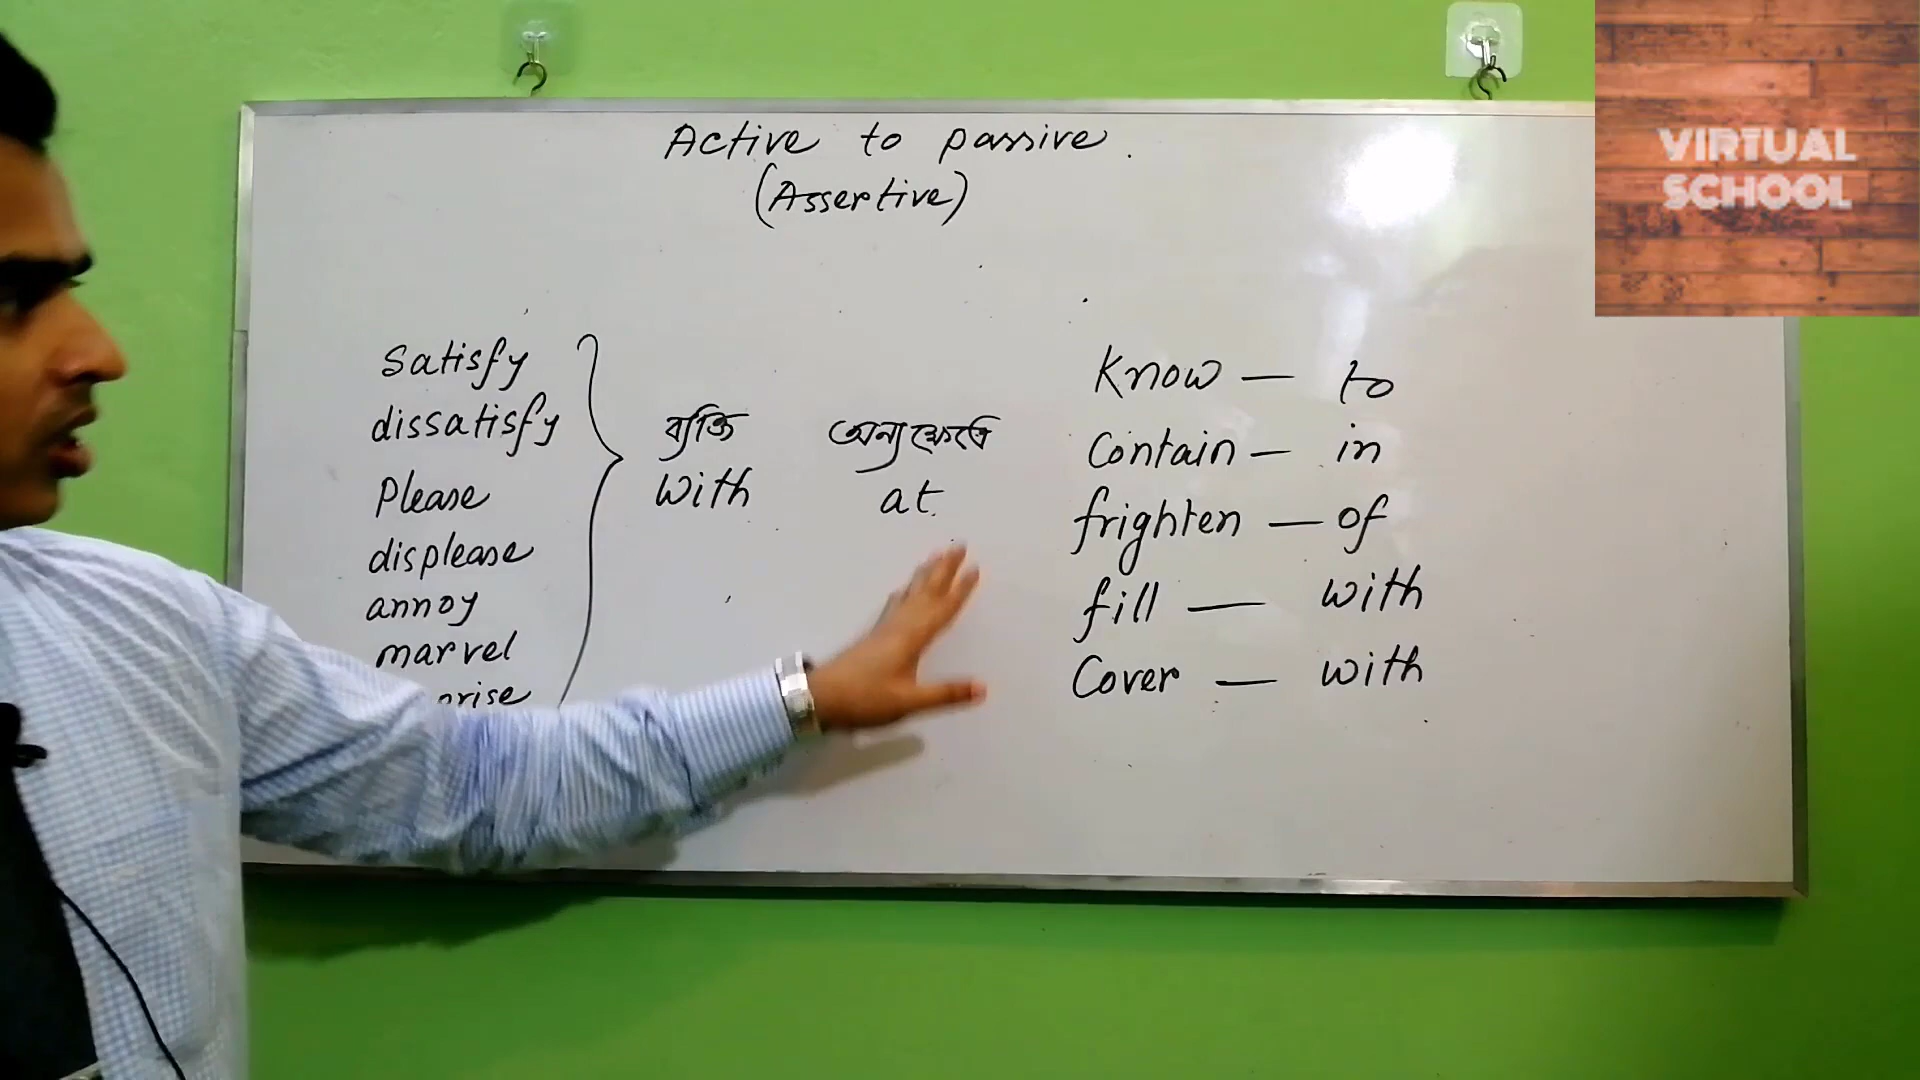 Active to passive.
(Assertive)
VIRTUAL
SCHOOL
Satisfy
dissatisfy
Please
displease
annoy
marvel
ব্যক্তি
with
অন্যক্ষেত্রে
at
Know — to
Contain — in
frighten — of
fill — with
Cover — with